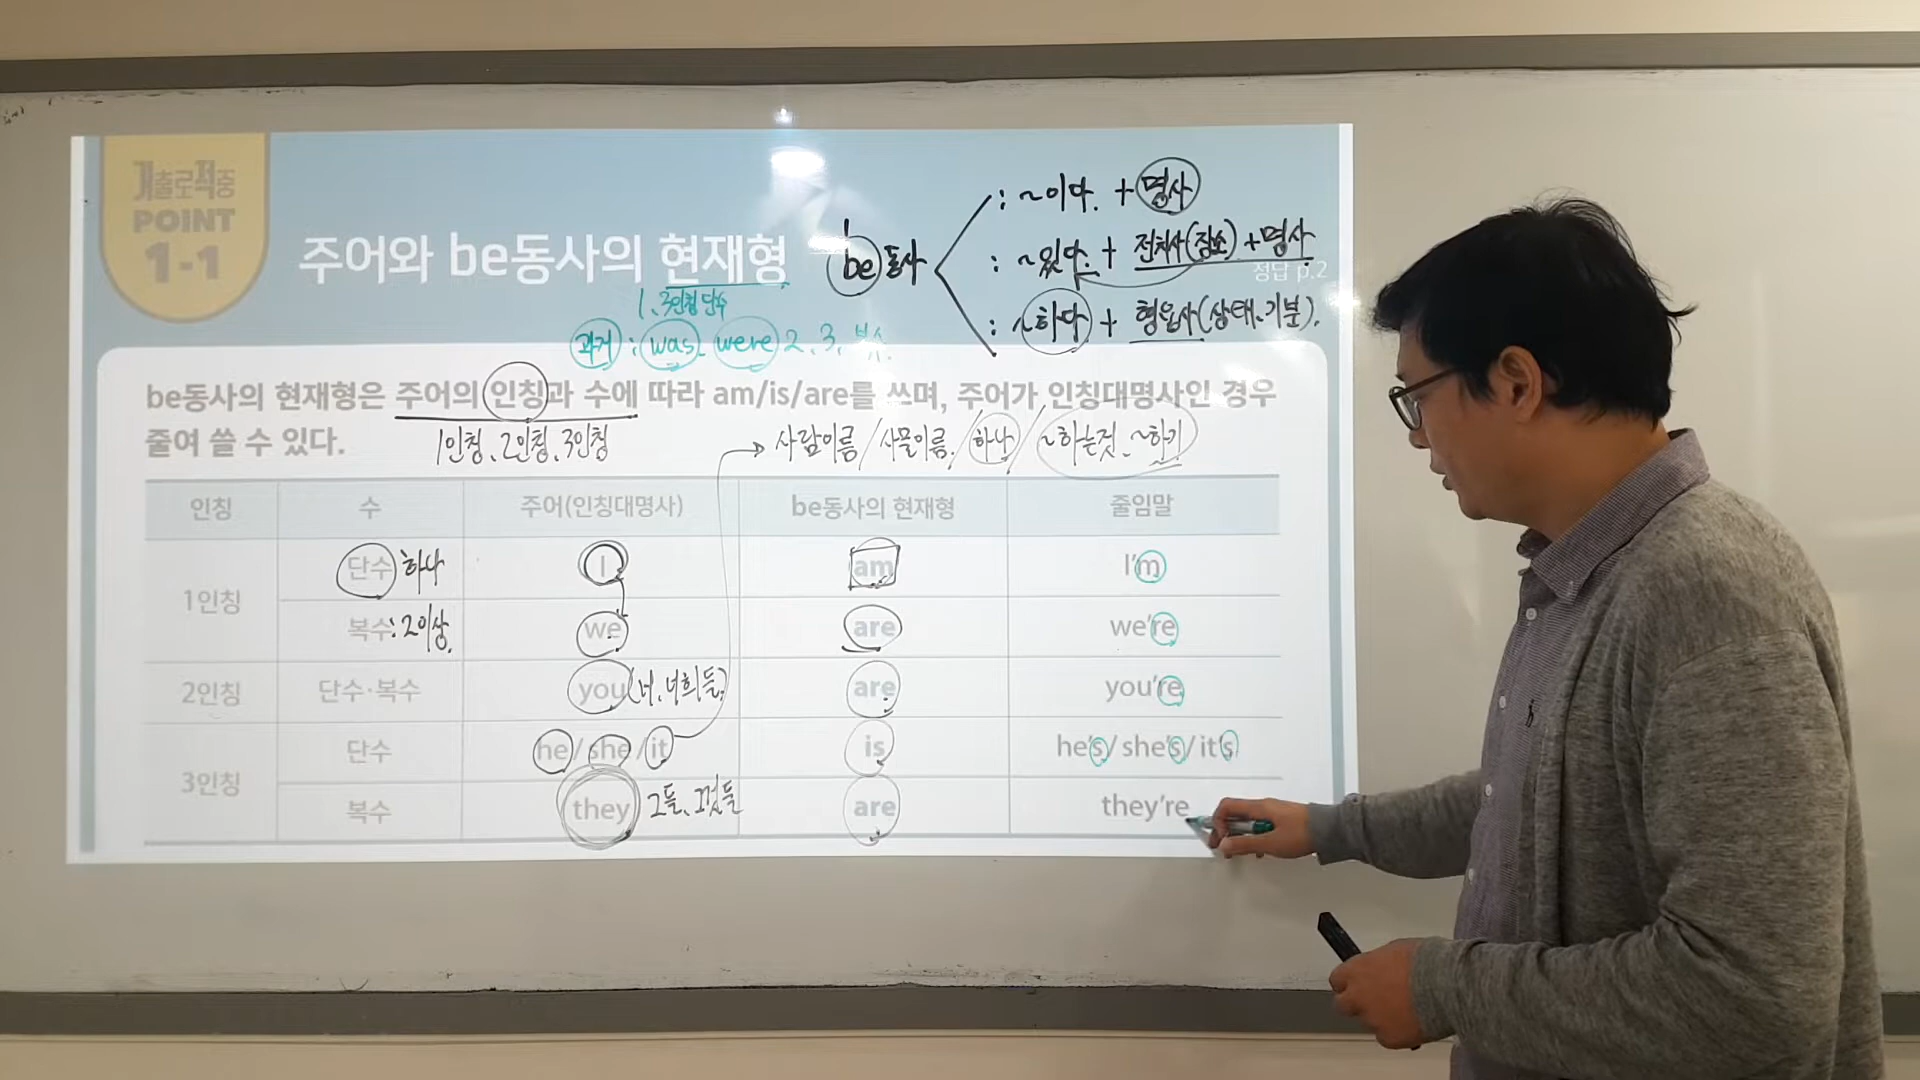 기출로 적중
POINT
1-1
주어와 be동사의 현재형
be동사
: ~이다. + 명사
: ~있다. + 전치사(장소) + 명사
정답 p.2
: ~하다 + 형용사(상태, 기분).
1, 3인칭 단수
과거 : was, were 2, 3, 복수
be동사의 현재형은 주어의 인칭과 수에 따라 am/is/are를 쓰며, 주어가 인칭대명사인 경우
줄여 쓸 수 있다.
1인칭, 2인칭, 3인칭
→ 사람이름 / 사물이름 / 하나 / ~하는것, ~하기
인칭 수 주어(인칭대명사) be동사의 현재형 줄임말
1인칭 단수 하나 I am I'm
복수: 2이상. we are we're
2인칭 단수·복수 you (너, 너희들) are you're
3인칭 단수 he / she / it is he's / she's / it's
복수 they 그들, 그것들 are they're